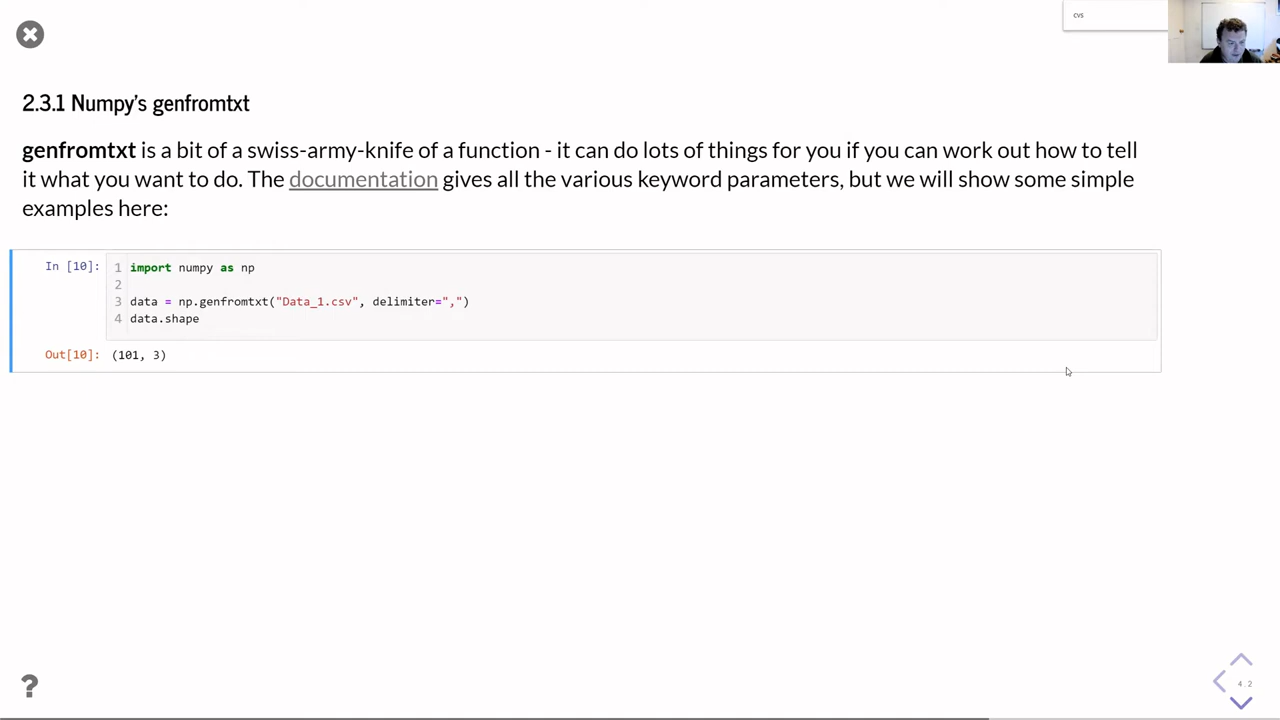 cvs
2.3.1 Numpy's genfromtxt
genfromtxt is a bit of a swiss-army-knife of a function - it can do lots of things for you if you can work out how to tell
it what you want to do. The documentation gives all the various keyword parameters, but we will show some simple
examples here:
In [10]:
1 import numpy as np
2
3 data = np.genfromtxt("Data_1.csv", delimiter=",")
4 data.shape
Out[10]: (101, 3)
?
4.2